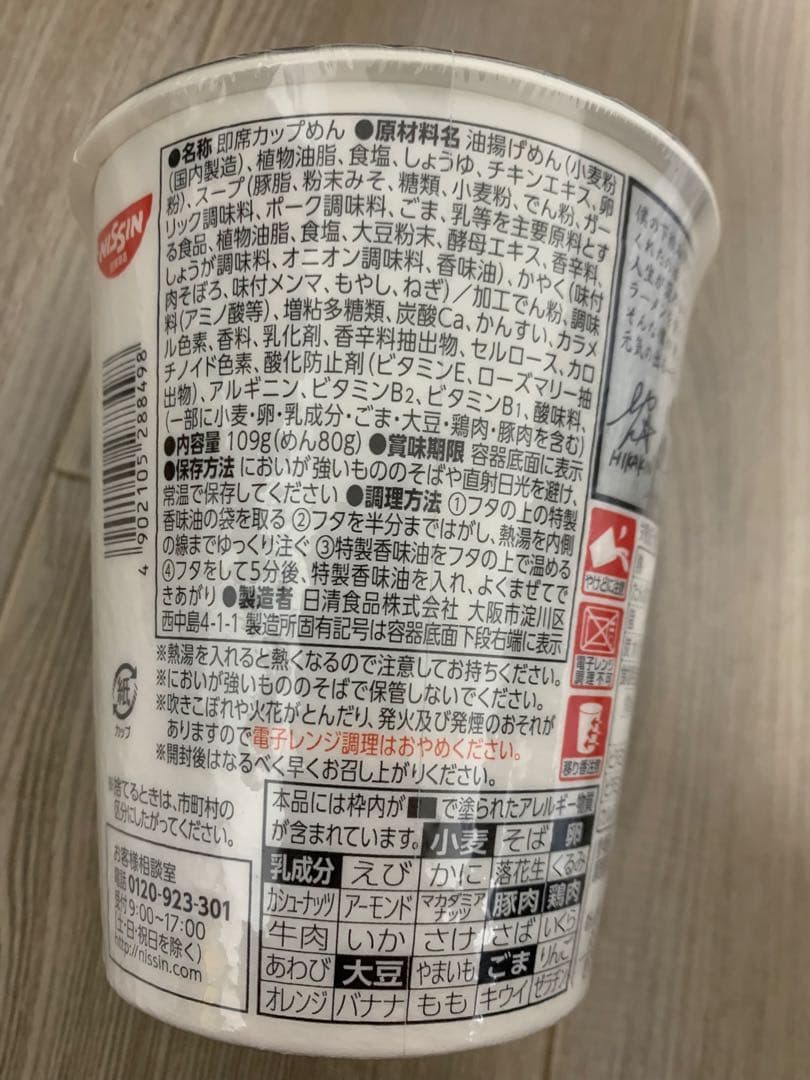 ●名称 即席カップめん ●原材料名 油揚げめん(小麦粉
(国内製造)、植物油脂、食塩、しょうゆ、チキンエキス、卵
粉)、スープ(豚脂、粉末みそ、糖類、小麦粉、でん粉、ガー
リック調味料、ポーク調味料、ごま、乳等を主要原料とす
る食品、植物油脂、食塩、大豆粉末、酵母エキス、香辛料、
しょうが調味料、オニオン調味料、香味油)、かやく(味付
肉そぼろ、味付メンマ、もやし、ねぎ)/加工でん粉、調味
料(アミノ酸等)、増粘多糖類、炭酸Ca、かんすい、カラメ
ル色素、香料、乳化剤、香辛料抽出物、セルロース、カロ
チノイド色素、酸化防止剤(ビタミンE、ローズマリー抽
出物)、アルギニン、ビタミンB2、ビタミンB1、酸味料、
(一部に小麦・卵・乳成分・ごま・大豆・鶏肉・豚肉を含む)
●内容量 109g(めん80g) ●賞味期限 容器底面に表示
●保存方法 においが強いもののそばや直射日光を避け、
常温で保存してください ●調理方法 ①フタの上の特製
香味油の袋を取る ②フタを半分まではがし、熱湯を内側
の線までゆっくり注ぐ ③特製香味油をフタの上で温める
④フタをして5分後、特製香味油を入れ、よくまぜてで
きあがり ●製造者 日清食品株式会社 大阪市淀川区
西中島4-1-1 製造所固有記号は容器底面下段右端に表示
※熱湯を入れると熱くなるので注意してお持ちください。
※においが強いもののそばで保管しないでください。
※吹きこぼれや火花がとんだり、発火及び発煙のおそれが
ありますので電子レンジ調理はおやめください。
※開封後はなるべく早くお召し上がりください。
NISSIN
4 902105 288498
紙
カップ
※捨てるときは、市町村の
区分にしたがってください。
お客様相談室
電話 0120-923-301
受付 9:00~17:00
(土・日・祝日を除く)
http://nissin.com
本品には枠内が■で塗られたアレルギー物質
が含まれています。 小麦 そば 卵
乳成分 えび かに 落花生 くるみ
カシューナッツ アーモンド マカダミアナッツ 豚肉 鶏肉
牛肉 いか さけ さば いくら
あわび 大豆 やまいも ごま りんご
オレンジ バナナ もも キウイ ゼラチン
やけどに注意
電子レンジ
調理不可
移り香注意
ラーメン
HIKAK